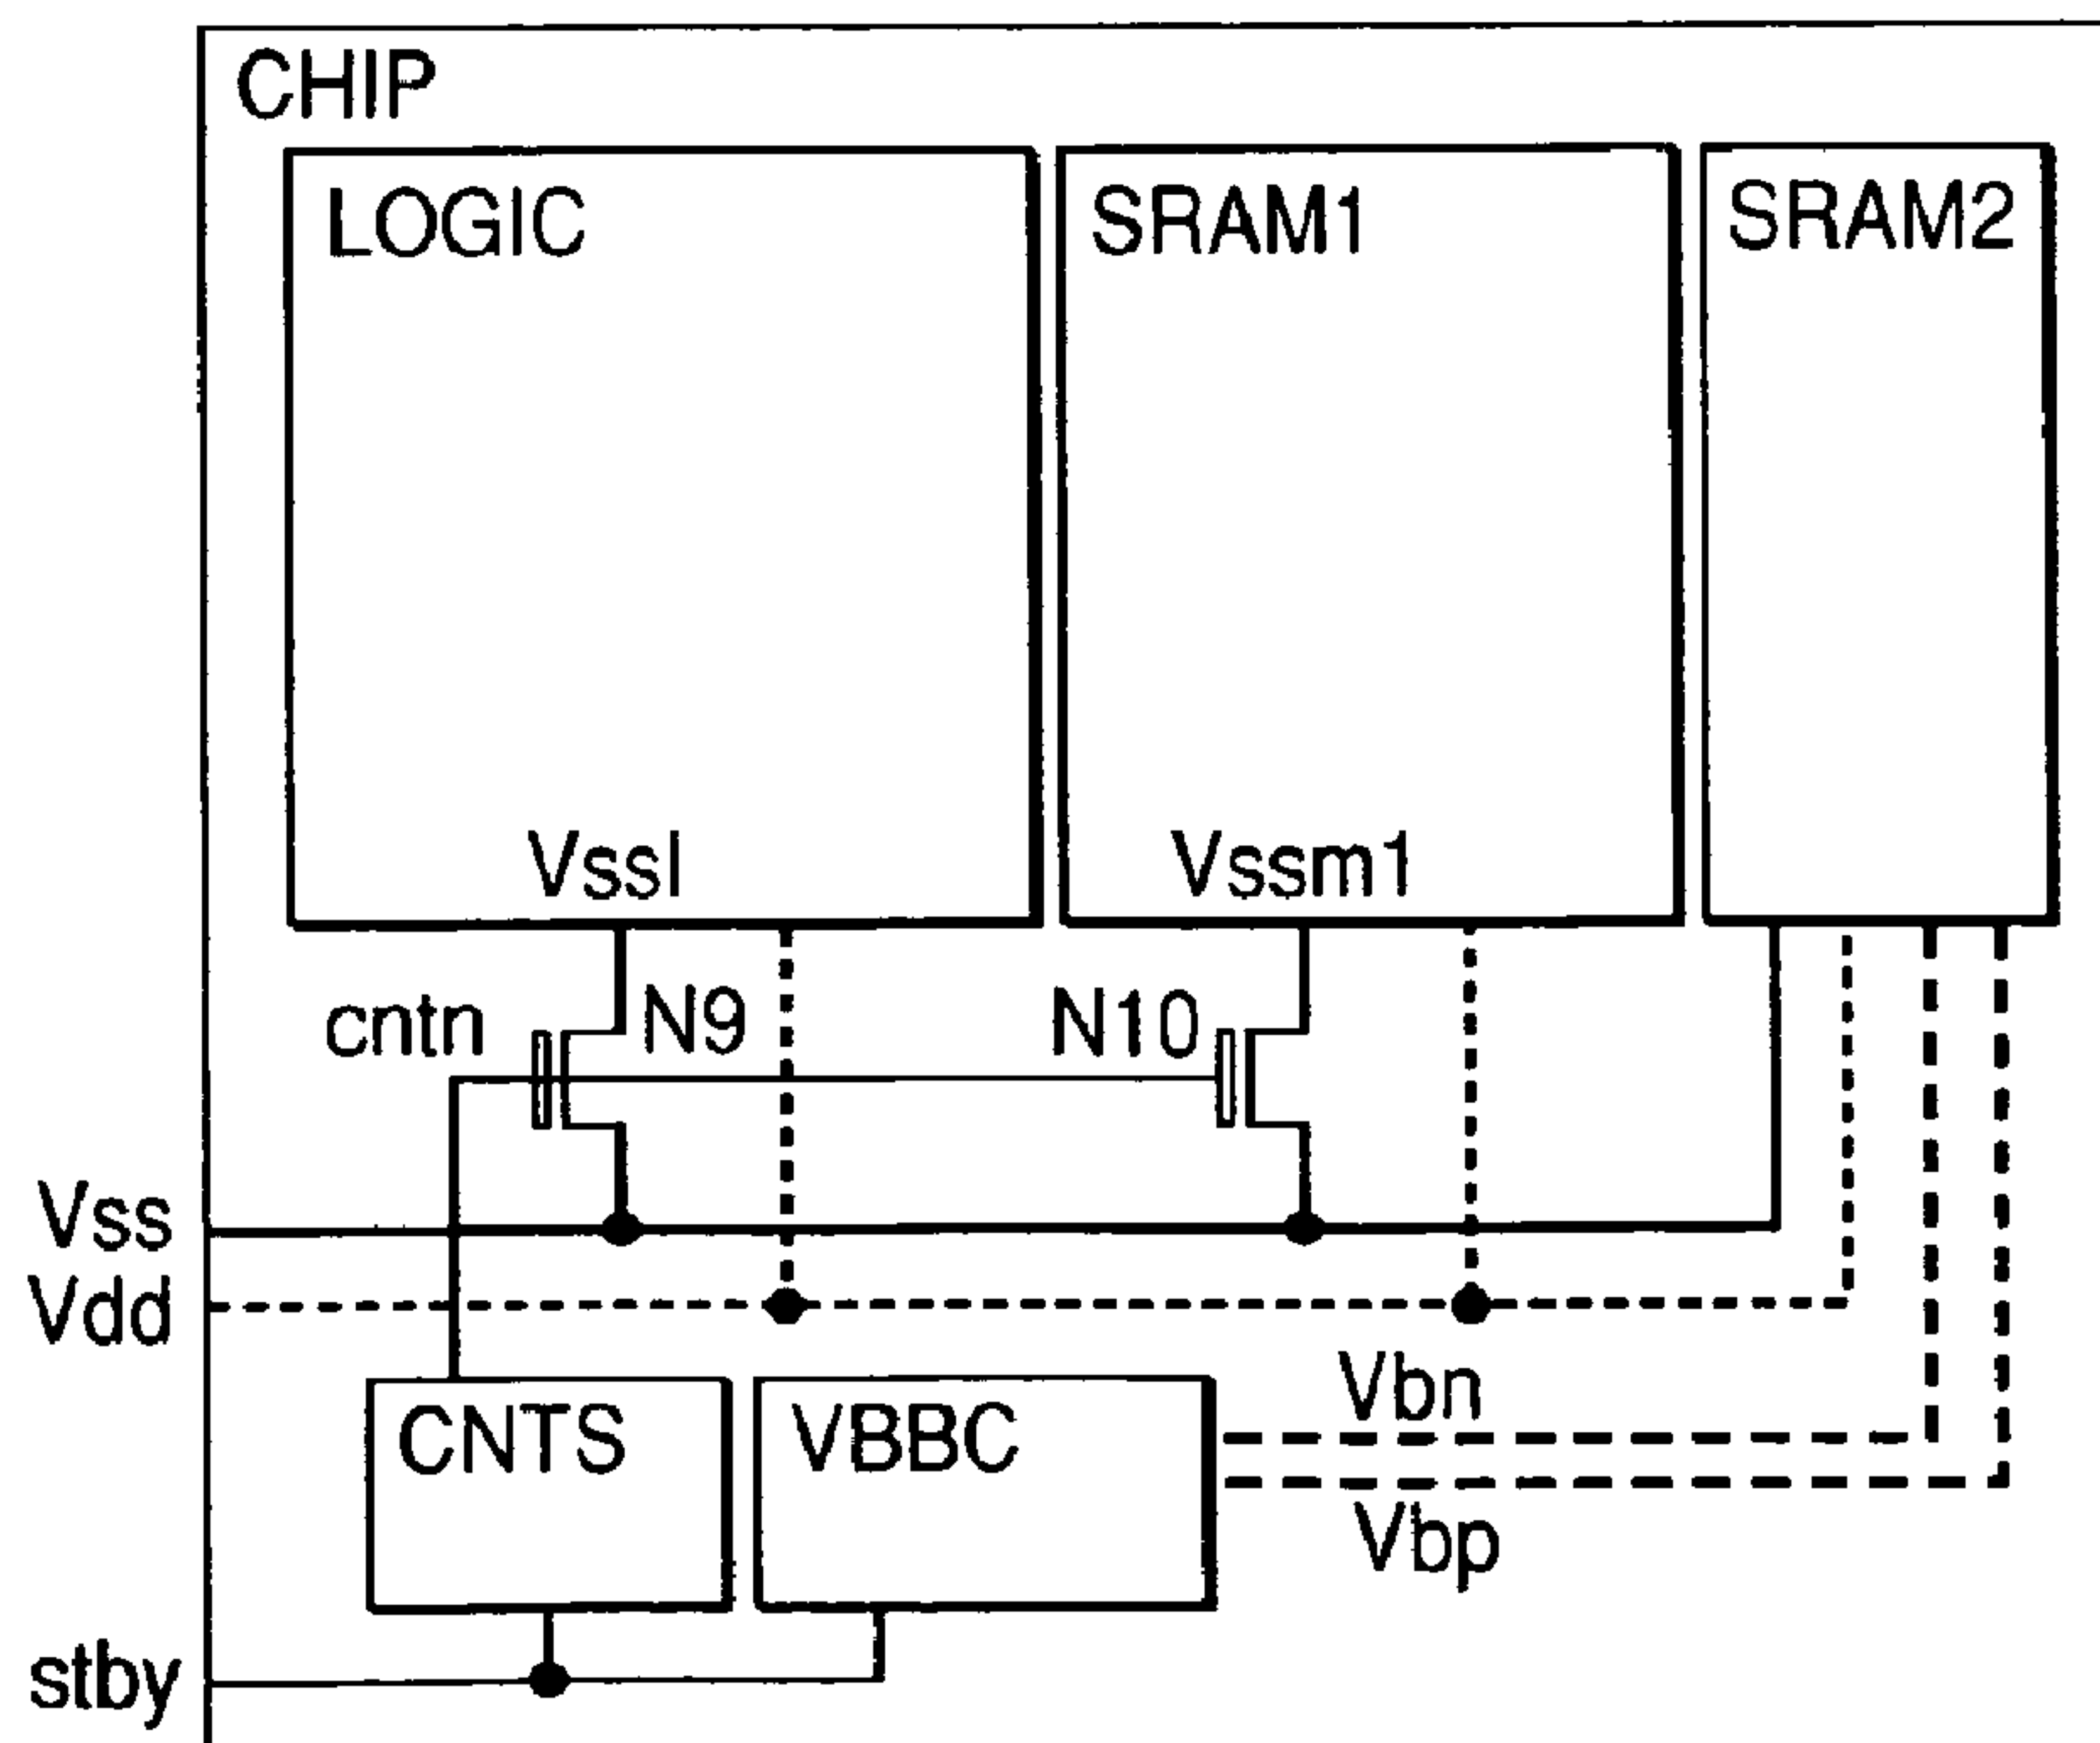 CHIP
LOGIC SRAM1 SRAM2
Vssl Vssm1
cntn N9 N10
Vss
Vdd
Vbn
CNTS VBBC
Vbp
stby